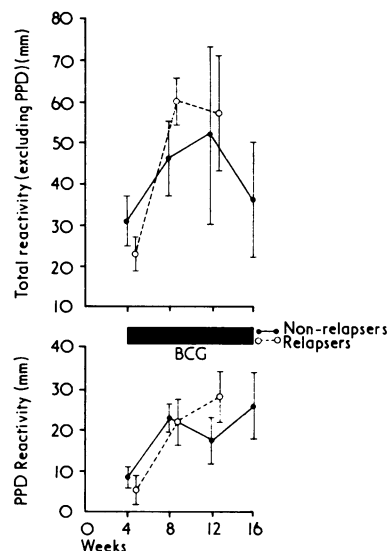 Total reactivity (excluding PPD) (mm)
80
70
60
50
40
30
20
10
Non-relapsers
Relapsers
BCG
PPD Reactivity (mm)
40
30
20
10
0
0 4 8 12 16
Weeks